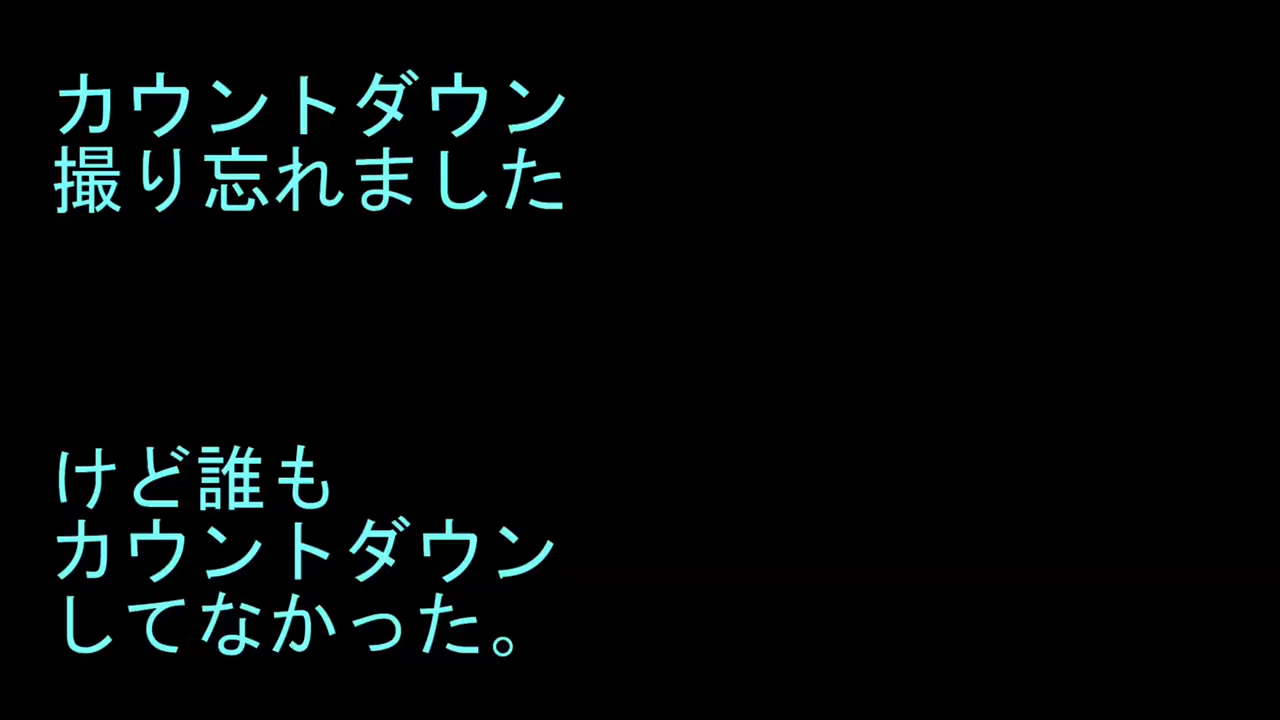 カウントダウン
撮り忘れました
けど誰も
カウントダウン
してなかった。